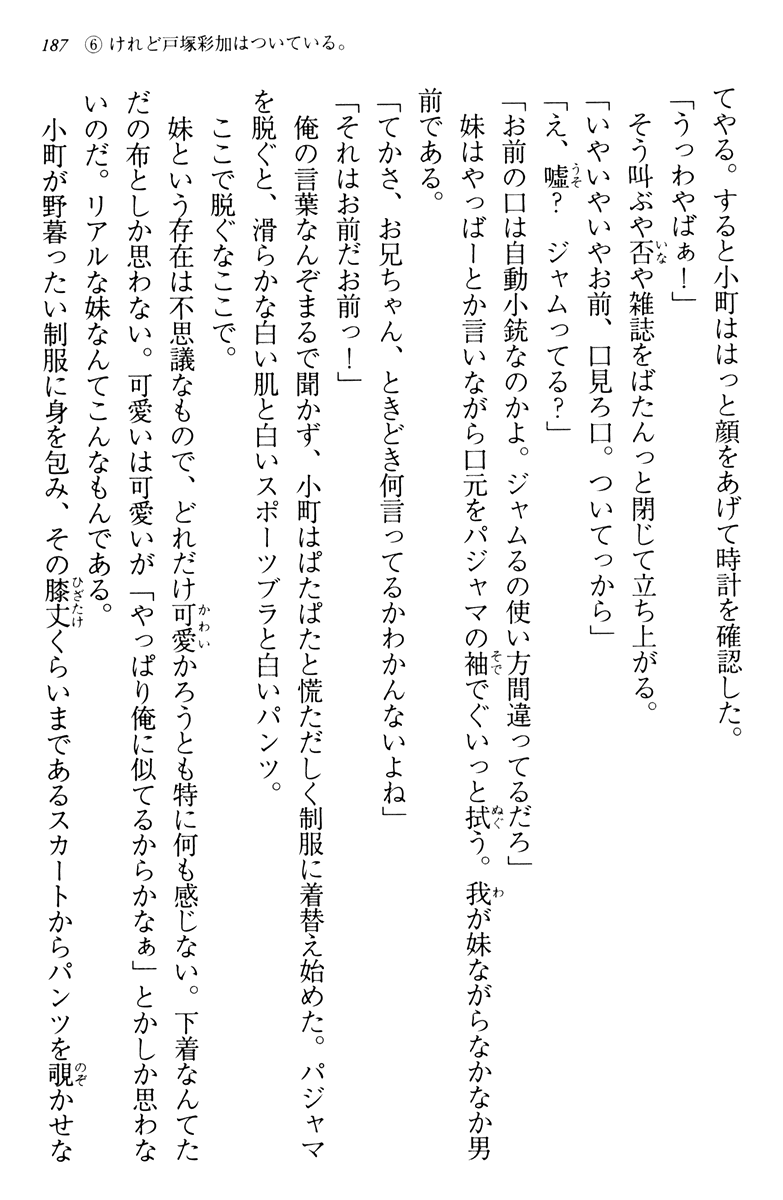 187　⑥ けれど戸塚彩加はついている。
てやる。すると小町ははっと顔をあげて時計を確認した。
「うっわやばぁ！」
そう叫ぶや否や雑誌をばたんっと閉じて立ち上がる。
「いやいやいやお前、口見ろ口。ついてっから」
「え、嘘？　ジャムってる？」
「お前の口は自動小銃なのかよ。ジャムるの使い方間違ってるだろ」
妹はやっばーとか言いながら口元をパジャマの袖でぐいっと拭う。我が妹ながらなかなか男
前である。
「てかさ、お兄ちゃん、ときどき何言ってるかわかんないよね」
「それはお前だお前っ！」
俺の言葉なんぞまるで聞かず、小町はぱたぱたと慌ただしく制服に着替え始めた。パジャマ
を脱ぐと、滑らかな白い肌と白いスポーツブラと白いパンツ。
ここで脱ぐなここで。
妹という存在は不思議なもので、どれだけ可愛かろうとも特に何も感じない。下着なんてた
だの布としか思わない。可愛いは可愛いが「やっぱり俺に似てるからかなぁ」とかしか思わな
いのだ。リアルな妹なんてこんなもんである。
小町が野暮ったい制服に身を包み、その膝丈くらいまであるスカートからパンツを覗かせな